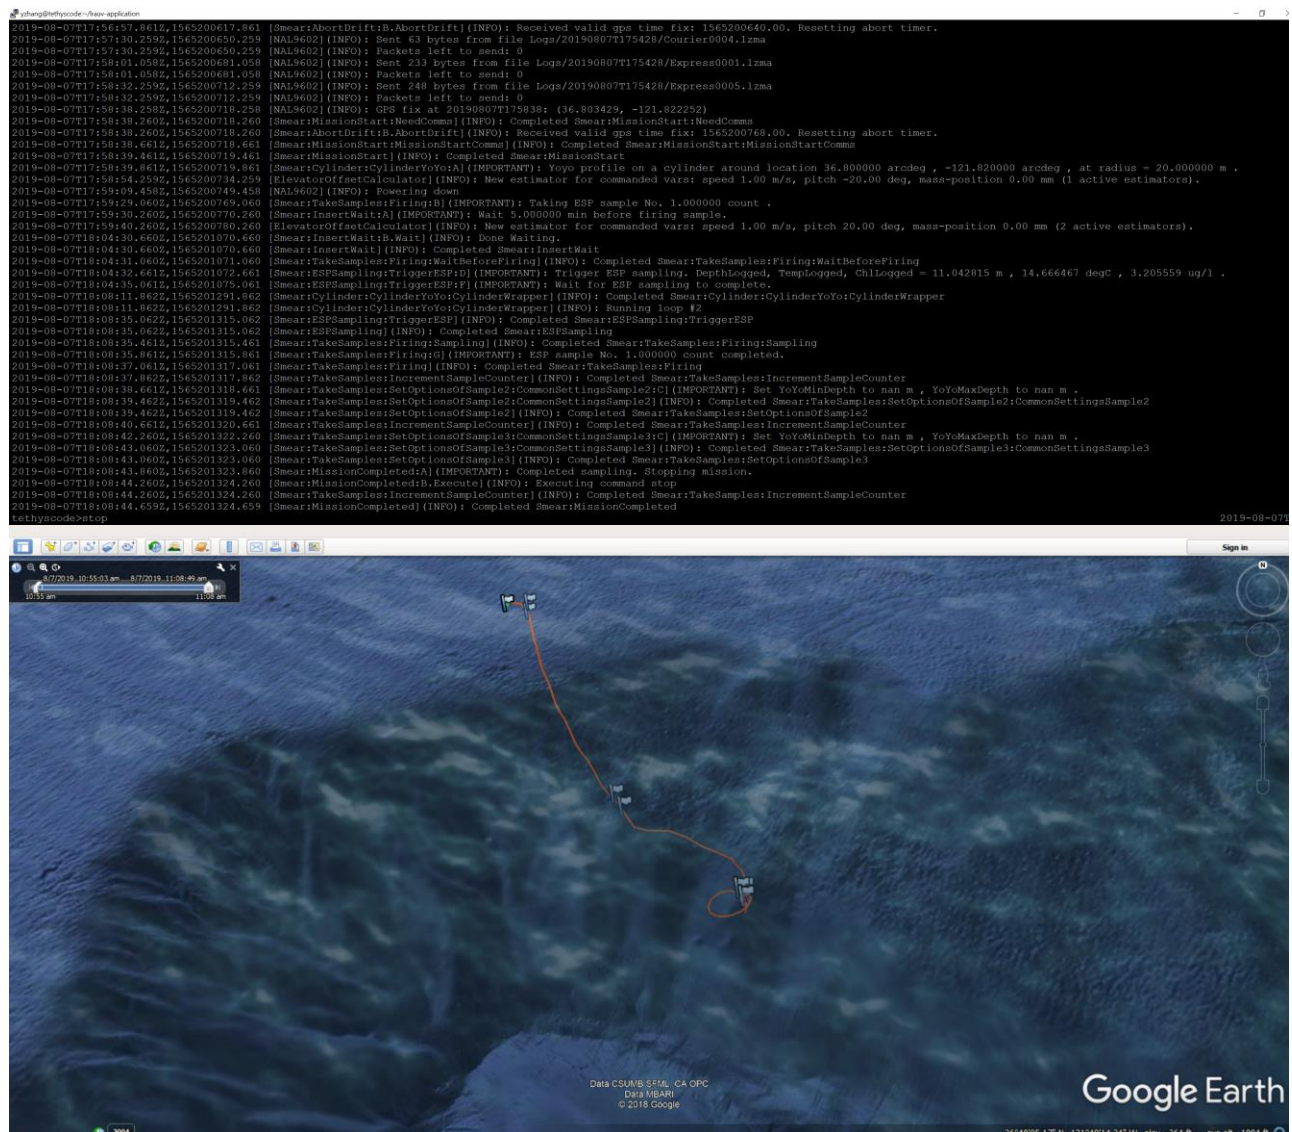 yzhang@tethyscode:~/lrauv-application
2019-08-07T17:56:57.861Z,1565200617.861 [Smear:AbortDrift:B.AbortDrift](INFO): Received valid gps time fix: 1565200640.00. Resetting abort timer.
2019-08-07T17:57:30.259Z,1565200650.259 [NAL9602](INFO): Sent 63 bytes from file Logs/20190807T175428/Courier0004.lzma
2019-08-07T17:57:30.259Z,1565200650.259 [NAL9602](INFO): Packets left to send: 0
2019-08-07T17:58:01.058Z,1565200681.058 [NAL9602](INFO): Sent 233 bytes from file Logs/20190807T175428/Express0001.lzma
2019-08-07T17:58:01.058Z,1565200681.058 [NAL9602](INFO): Packets left to send: 0
2019-08-07T17:58:32.259Z,1565200712.259 [NAL9602](INFO): Sent 248 bytes from file Logs/20190807T175428/Express0005.lzma
2019-08-07T17:58:32.259Z,1565200712.259 [NAL9602](INFO): Packets left to send: 0
2019-08-07T17:58:38.258Z,1565200718.258 [NAL9602](INFO): GPS fix at 20190807T175838: (36.803429, -121.822252)
2019-08-07T17:58:38.260Z,1565200718.260 [Smear:MissionStart:NeedComms](INFO): Completed Smear:MissionStart:NeedComms
2019-08-07T17:58:38.260Z,1565200718.260 [Smear:AbortDrift:B.AbortDrift](INFO): Received valid gps time fix: 1565200768.00. Resetting abort timer.
2019-08-07T17:58:38.661Z,1565200718.661 [Smear:MissionStart:MissionStartComms](INFO): Completed Smear:MissionStart:MissionStartComms
2019-08-07T17:58:39.461Z,1565200719.461 [Smear:MissionStart](INFO): Completed Smear:MissionStart
2019-08-07T17:58:39.861Z,1565200719.861 [Smear:Cylinder:CylinderYoYo:A](IMPORTANT): Yoyo profile on a cylinder around location 36.800000 arcdeg , -121.820000 arcdeg , at radius = 20.000000 m .
2019-08-07T17:58:54.259Z,1565200734.259 [ElevatorOffsetCalculator](INFO): New estimator for commanded vars: speed 1.00 m/s, pitch -20.00 deg, mass-position 0.00 mm (1 active estimators).
2019-08-07T17:59:09.458Z,1565200749.458 [NAL9602](INFO): Powering down
2019-08-07T17:59:29.060Z,1565200769.060 [Smear:TakeSamples:Firing:B](IMPORTANT): Taking ESP sample No. 1.000000 count .
2019-08-07T17:59:30.260Z,1565200770.260 [Smear:InsertWait:A](IMPORTANT): Wait 5.000000 min before firing sample.
2019-08-07T17:59:40.260Z,1565200780.260 [ElevatorOffsetCalculator](INFO): New estimator for commanded vars: speed 1.00 m/s, pitch 20.00 deg, mass-position 0.00 mm (2 active estimators).
2019-08-07T18:04:30.660Z,1565201070.660 [Smear:InsertWait:B.Wait](INFO): Done Waiting.
2019-08-07T18:04:30.660Z,1565201070.660 [Smear:InsertWait](INFO): Completed Smear:InsertWait
2019-08-07T18:04:31.060Z,1565201071.060 [Smear:TakeSamples:Firing:WaitBeforeFiring](INFO): Completed Smear:TakeSamples:Firing:WaitBeforeFiring
2019-08-07T18:04:32.661Z,1565201072.661 [Smear:ESPSampling:TriggerESP:D](IMPORTANT): Trigger ESP sampling. DepthLogged, TempLogged, ChlLogged = 11.042815 m , 14.666467 degC , 3.205559 ug/l .
2019-08-07T18:04:35.061Z,1565201075.061 [Smear:ESPSampling:TriggerESP:F](IMPORTANT): Wait for ESP sampling to complete.
2019-08-07T18:08:11.862Z,1565201291.862 [Smear:Cylinder:CylinderYoYo:CylinderWrapper](INFO): Completed Smear:Cylinder:CylinderYoYo:CylinderWrapper
2019-08-07T18:08:11.862Z,1565201291.862 [Smear:Cylinder:CylinderYoYo:CylinderWrapper](INFO): Running loop #2
2019-08-07T18:08:35.062Z,1565201315.062 [Smear:ESPSampling:TriggerESP](INFO): Completed Smear:ESPSampling:TriggerESP
2019-08-07T18:08:35.062Z,1565201315.062 [Smear:ESPSampling](INFO): Completed Smear:ESPSampling
2019-08-07T18:08:35.461Z,1565201315.461 [Smear:TakeSamples:Firing:Sampling](INFO): Completed Smear:TakeSamples:Firing:Sampling
2019-08-07T18:08:35.861Z,1565201315.861 [Smear:TakeSamples:Firing:G](IMPORTANT): ESP sample No. 1.000000 count completed.
2019-08-07T18:08:37.061Z,1565201317.061 [Smear:TakeSamples:Firing](INFO): Completed Smear:TakeSamples:Firing
2019-08-07T18:08:37.862Z,1565201317.862 [Smear:TakeSamples:IncrementSampleCounter](INFO): Completed Smear:TakeSamples:IncrementSampleCounter
2019-08-07T18:08:38.661Z,1565201318.661 [Smear:TakeSamples:SetOptionsOfSample2:CommonSettingsSample2:C](IMPORTANT): Set YoYoMinDepth to nan m , YoYoMaxDepth to nan m .
2019-08-07T18:08:39.462Z,1565201319.462 [Smear:TakeSamples:SetOptionsOfSample2:CommonSettingsSample2](INFO): Completed Smear:TakeSamples:SetOptionsOfSample2:CommonSettingsSample2
2019-08-07T18:08:39.462Z,1565201319.462 [Smear:TakeSamples:SetOptionsOfSample2](INFO): Completed Smear:TakeSamples:SetOptionsOfSample2
2019-08-07T18:08:40.661Z,1565201320.661 [Smear:TakeSamples:IncrementSampleCounter](INFO): Completed Smear:TakeSamples:IncrementSampleCounter
2019-08-07T18:08:42.260Z,1565201322.260 [Smear:TakeSamples:SetOptionsOfSample3:CommonSettingsSample3:C](IMPORTANT): Set YoYoMinDepth to nan m , YoYoMaxDepth to nan m .
2019-08-07T18:08:43.060Z,1565201323.060 [Smear:TakeSamples:SetOptionsOfSample3:CommonSettingsSample3](INFO): Completed Smear:TakeSamples:SetOptionsOfSample3:CommonSettingsSample3
2019-08-07T18:08:43.060Z,1565201323.060 [Smear:TakeSamples:SetOptionsOfSample3](INFO): Completed Smear:TakeSamples:SetOptionsOfSample3
2019-08-07T18:08:43.860Z,1565201323.860 [Smear:MissionCompleted:A](IMPORTANT): Completed sampling. Stopping mission.
2019-08-07T18:08:44.260Z,1565201324.260 [Smear:MissionCompleted:B.Execute](INFO): Executing command stop
2019-08-07T18:08:44.260Z,1565201324.260 [Smear:TakeSamples:IncrementSampleCounter](INFO): Completed Smear:TakeSamples:IncrementSampleCounter
2019-08-07T18:08:44.659Z,1565201324.659 [Smear:MissionCompleted](INFO): Completed Smear:MissionCompleted
tethyscode>stop 2019-08-07T
Sign in
8/7/2019 10:55:03 am 8/7/2019 11:08:49 am
10:55 am 11:08 am
N
Data CSUMB SFML, CA OPC
Data MBARI
© 2018 Google
Google Earth